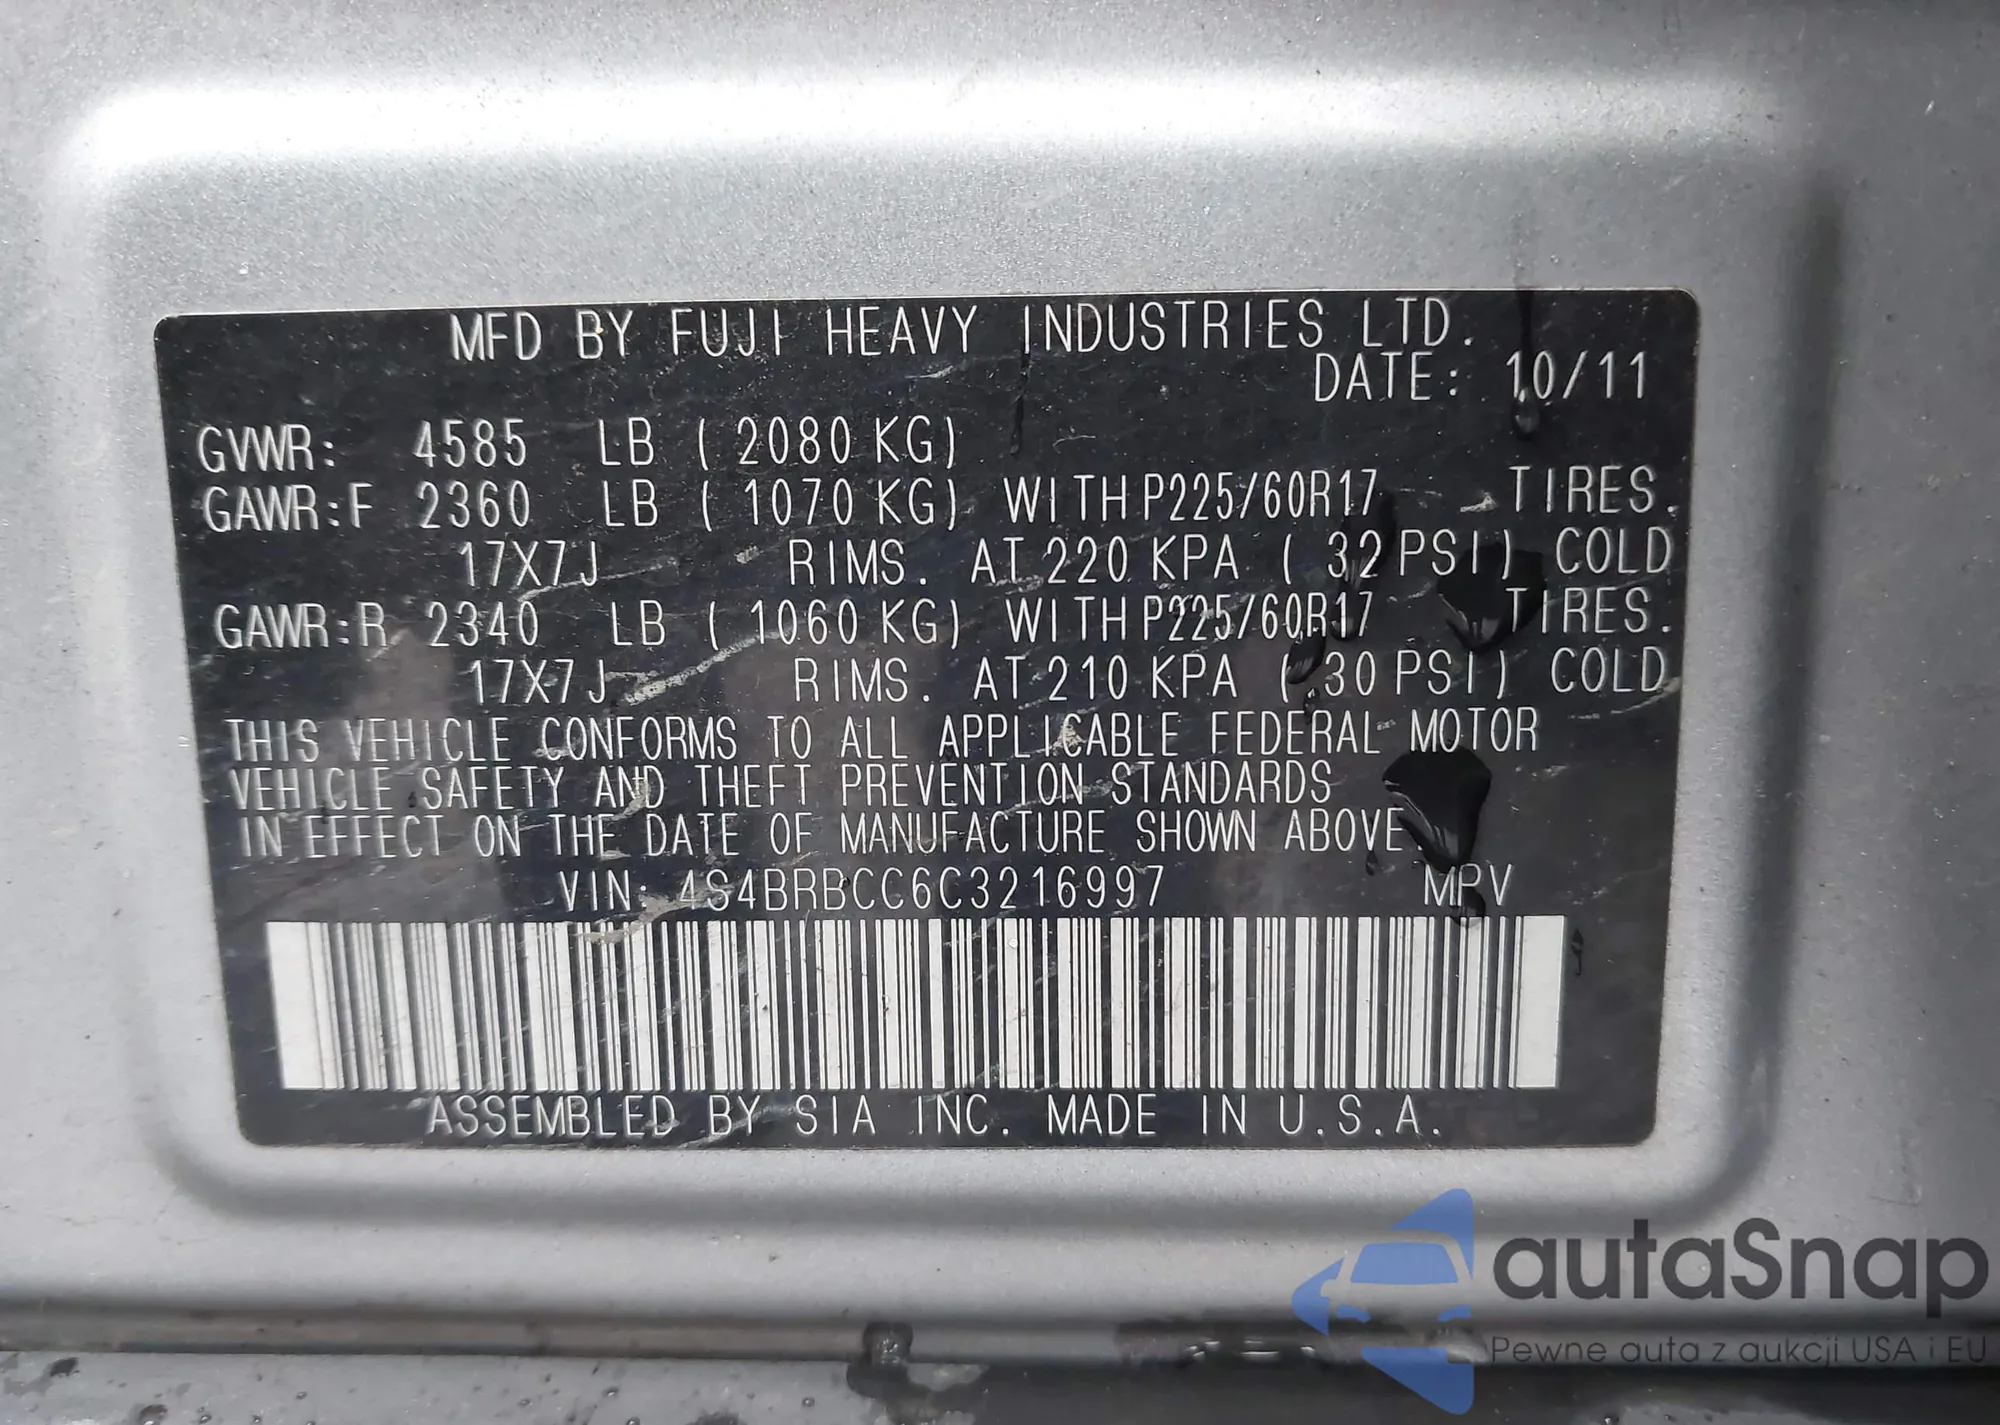 MFD BY FUJI HEAVY INDUSTRIES LTD.
DATE: 10/11
GVWR: 4585 LB ( 2080 KG)
GAWR:F 2360 LB ( 1070 KG) WITH P225/60R17 TIRES.
17X7J RIMS. AT 220 KPA ( 32 PSI) COLD
GAWR:R 2340 LB ( 1060 KG) WITH P225/60R17 TIRES.
17X7J RIMS. AT 210 KPA ( 30 PSI) COLD
THIS VEHICLE CONFORMS TO ALL APPLICABLE FEDERAL MOTOR
VEHICLE SAFETY AND THEFT PREVENTION STANDARDS
IN EFFECT ON THE DATE OF MANUFACTURE SHOWN ABOVE
VIN: 4S4BRBCC6C3216997 MPV
ASSEMBLED BY SIA INC. MADE IN U.S.A.
autaSnap
Pewne auta z aukcji USA i EU